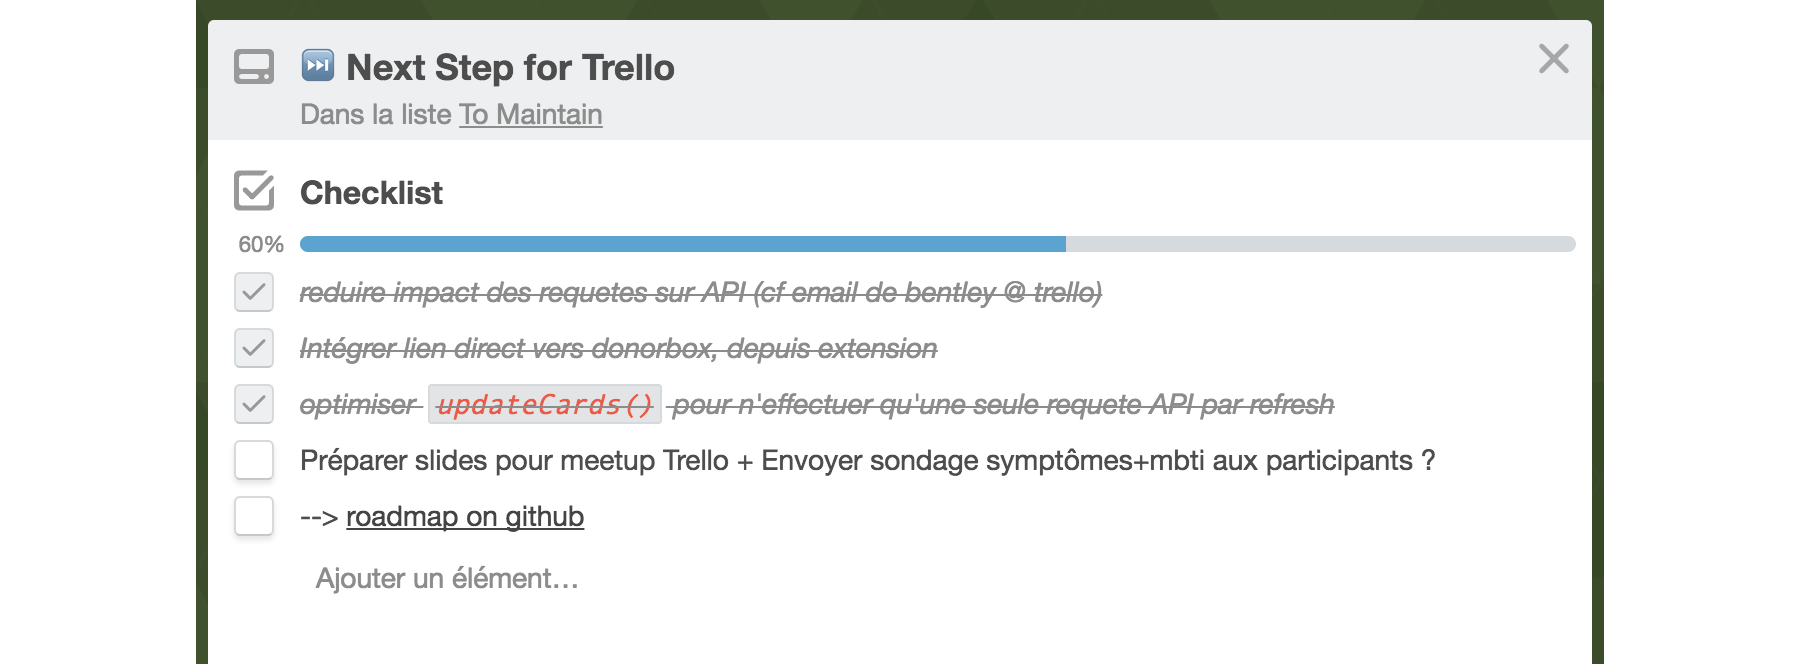 Next Step for Trello
Dans la liste To Maintain
Checklist
60%
reduire impact des requetes sur API (cf email de bentley @ trello)
Intégrer lien direct vers donorbox, depuis extension
optimiser updateCards() pour n'effectuer qu'une seule requete API par refresh
Préparer slides pour meetup Trello + Envoyer sondage symptômes+mbti aux participants ?
--> roadmap on github
Ajouter un élément…